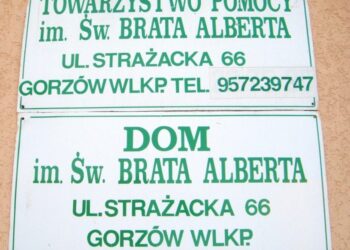 TOWARZYSTWO POMOCY
im. Św. BRATA ALBERTA
UL. STRAŻACKA 66
GORZÓW WLKP. TEL. 957239747
DOM
im. Św. BRATA ALBERTA
UL. STRAŻACKA 66
GORZÓW WLKP.